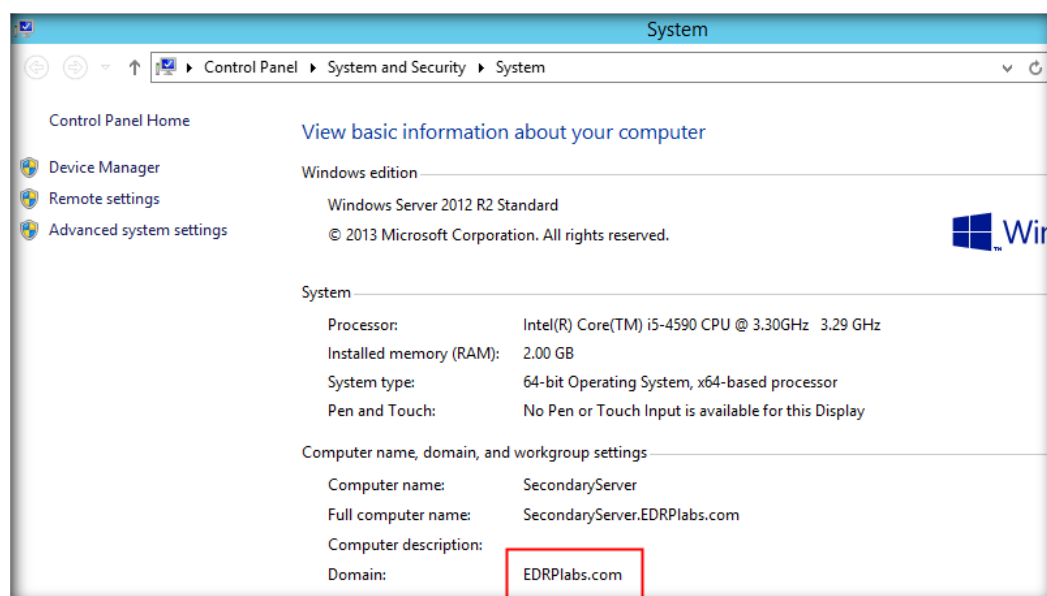 System
Control Panel ▸ System and Security ▸ System
Control Panel Home
Device Manager
Remote settings
Advanced system settings
View basic information about your computer
Windows edition
Windows Server 2012 R2 Standard
© 2013 Microsoft Corporation. All rights reserved.
Wir
System
Processor: Intel(R) Core(TM) i5-4590 CPU @ 3.30GHz 3.29 GHz
Installed memory (RAM): 2.00 GB
System type: 64-bit Operating System, x64-based processor
Pen and Touch: No Pen or Touch Input is available for this Display
Computer name, domain, and workgroup settings
Computer name: SecondaryServer
Full computer name: SecondaryServer.EDRPlabs.com
Computer description:
Domain: EDRPlabs.com